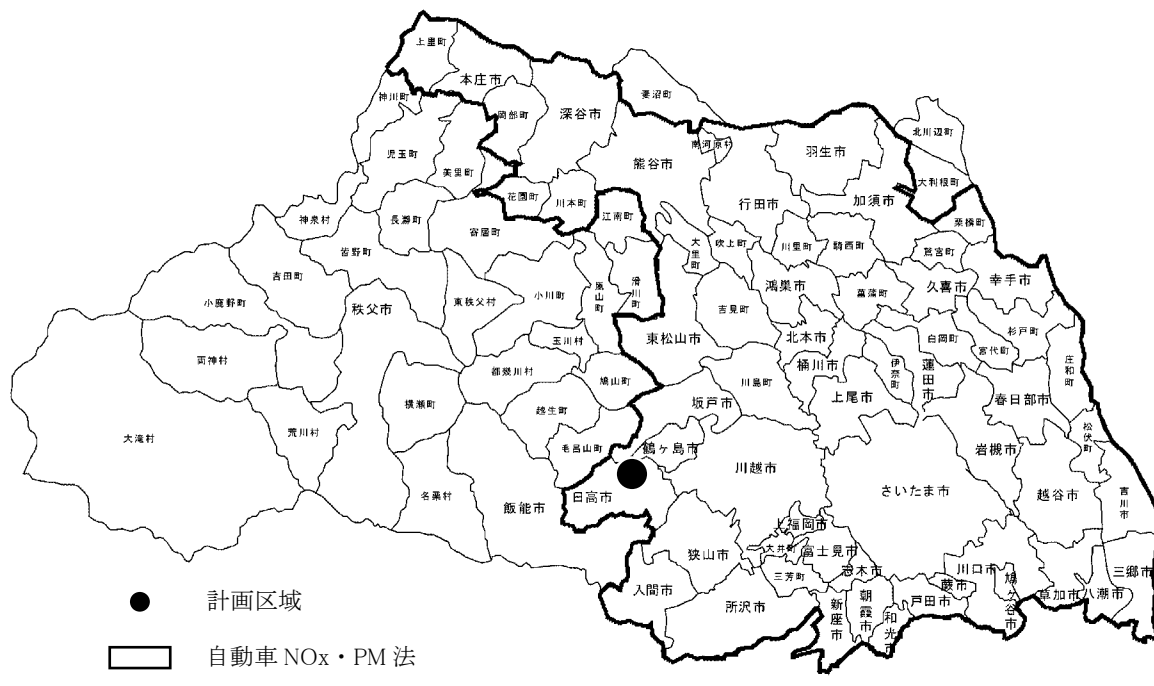 上里町
本庄市
神川町
岡部町
深谷市
妻沼町
児玉町
美里町
熊谷市
南河原村
羽生市
北川辺町
大利根町
花園町
川本町
江南町
行田市
加須市
栗橋町
神泉村
長瀞町
寄居町
皆野町
大里町
吹上町
川里町
騎西町
鷲宮町
幸手市
吉田町
小鹿野町
秩父市
東秩父村
小川町
嵐山町
滑川町
吉見町
鴻巣市
菖蒲町
久喜市
両神村
玉川村
東松山市
北本市
白岡町
杉戸町
宮代町
庄和町
都幾川村
鳩山町
桶川市
伊奈町
蓮田市
横瀬町
越生町
坂戸市
川島町
上尾市
春日部市
大滝村
荒川村
毛呂山町
鶴ヶ島市
川越市
さいたま市
岩槻市
松伏町
名栗村
飯能市
日高市
越谷市
吉川市
狭山市
上福岡市
大井町
富士見市
三芳町
志木市
川口市
鳩ヶ谷市
蕨市
戸田市
草加市
八潮市
三郷市
入間市
所沢市
新座市
朝霞市
和光市
計画区域
自動車 NOx・PM 法